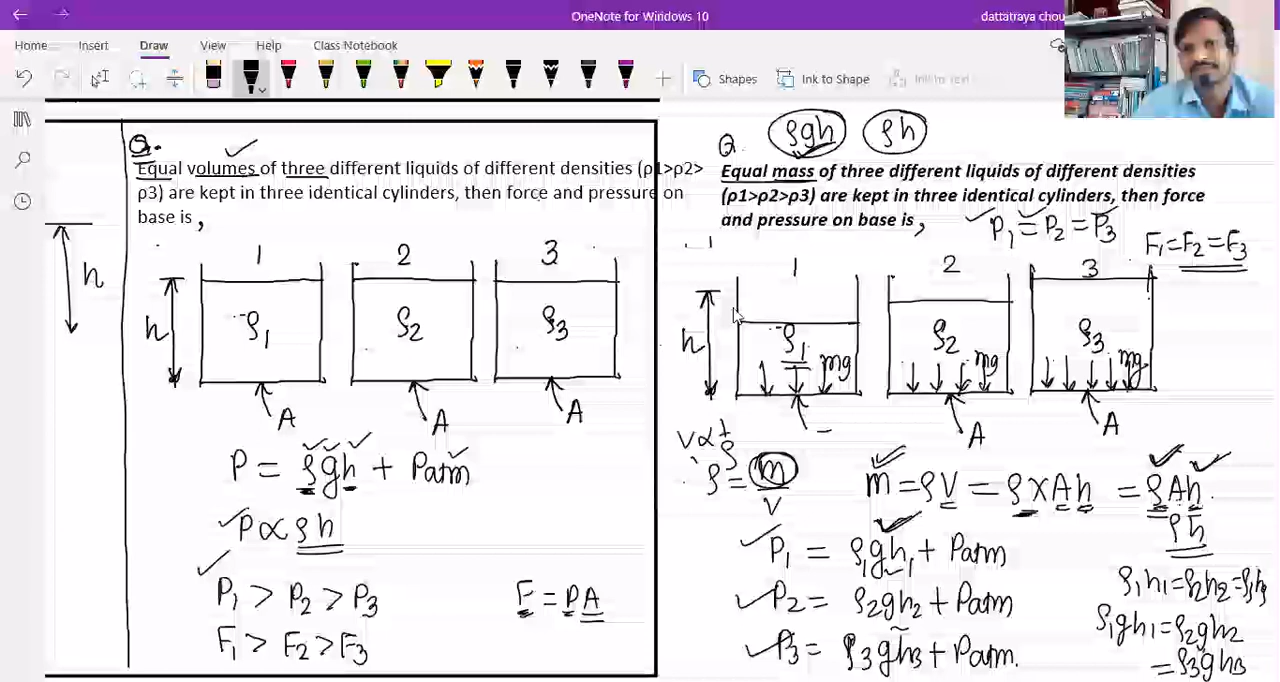 OneNote for Windows 10
dattatraya chou
Home Insert Draw View Help Class Notebook
Shapes Ink to Shape Ink to Text
Q.
Equal volumes of three different liquids of different densities (ρ1>ρ2>
ρ3) are kept in three identical cylinders, then force and pressure on
base is,
h
1 2 3
h ρ1 ρ2 ρ3
A A A
P = ρgh + Patm
P ∝ ρh
P1 > P2 > P3
F1 > F2 > F3
F = PA
Q. ρgh ρh
Equal mass of three different liquids of different densities
(ρ1>ρ2>ρ3) are kept in three identical cylinders, then force
and pressure on base is,
P1 = P2 = P3
F1 = F2 = F3
1 2 3
h ρ1 mg ρ2 mg ρ3 mg
A A
V ∝ 1/ρ
ρ = m/V
m = ρV = ρ × Ah = ρAh
ρh
P1 = ρ1gh1 + Patm
P2 = ρ2gh2 + Patm
P3 = ρ3gh3 + Patm.
ρ1h1 = ρ2h2 = ρ3h3
ρ1gh1 = ρ2gh2
= ρ3gh3